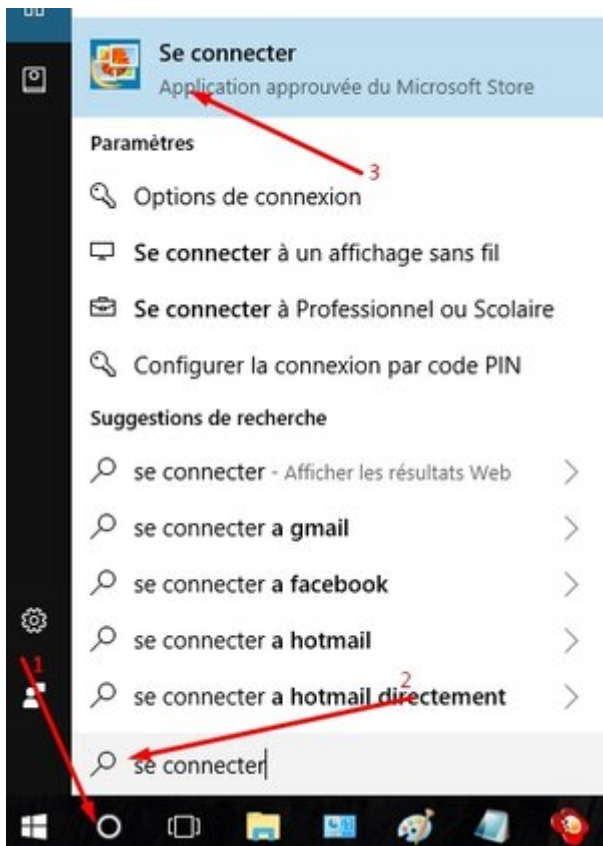 Se connecter
Application approuvée du Microsoft Store
Paramètres
3
Options de connexion
Se connecter à un affichage sans fil
Se connecter à Professionnel ou Scolaire
Configurer la connexion par code PIN
Suggestions de recherche
se connecter - Afficher les résultats Web
se connecter a gmail
se connecter a facebook
se connecter a hotmail
1
2
se connecter a hotmail directement
se connecter